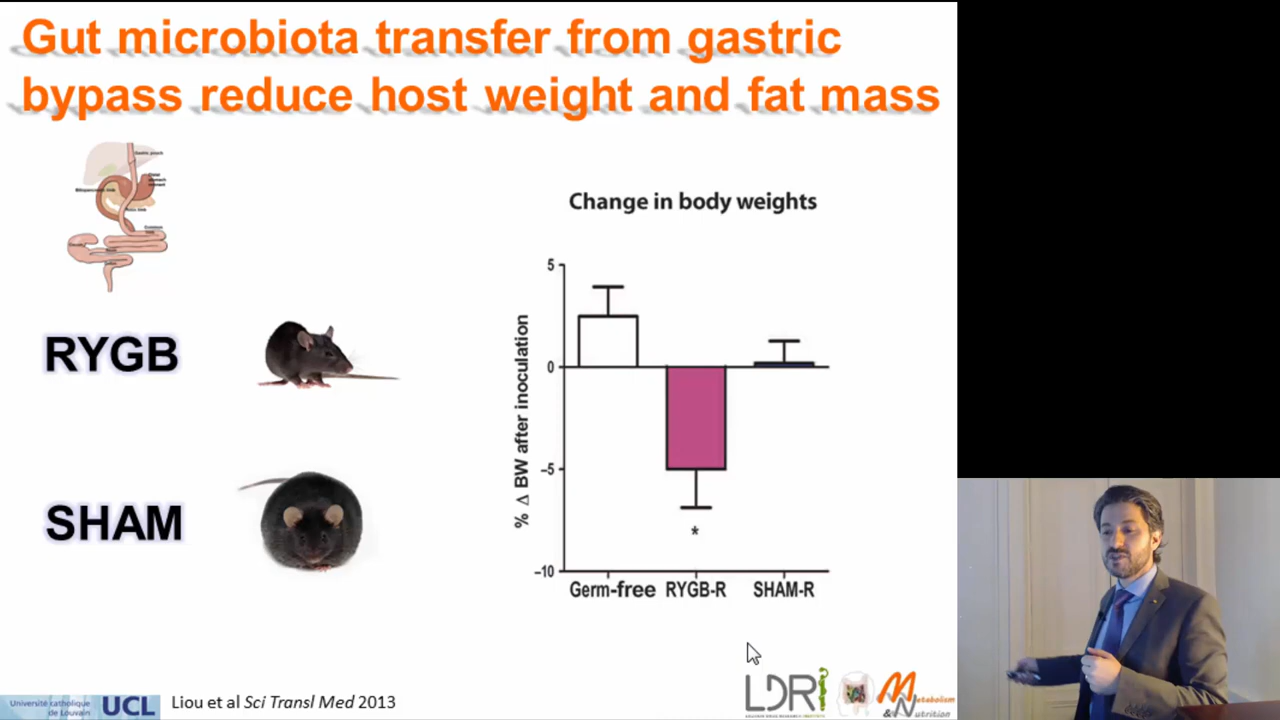 Gut microbiota transfer from gastric
bypass reduce host weight and fat mass
Gastric pouch
RYGB
SHAM
Change in body weights
% Δ BW after inoculation
5
0
–5
–10
*
Germ-free RYGB-R SHAM-R
Université catholique
de Louvain
UCL
Liou et al Sci Transl Med 2013
LDRI
Metabolism
& Nutrition